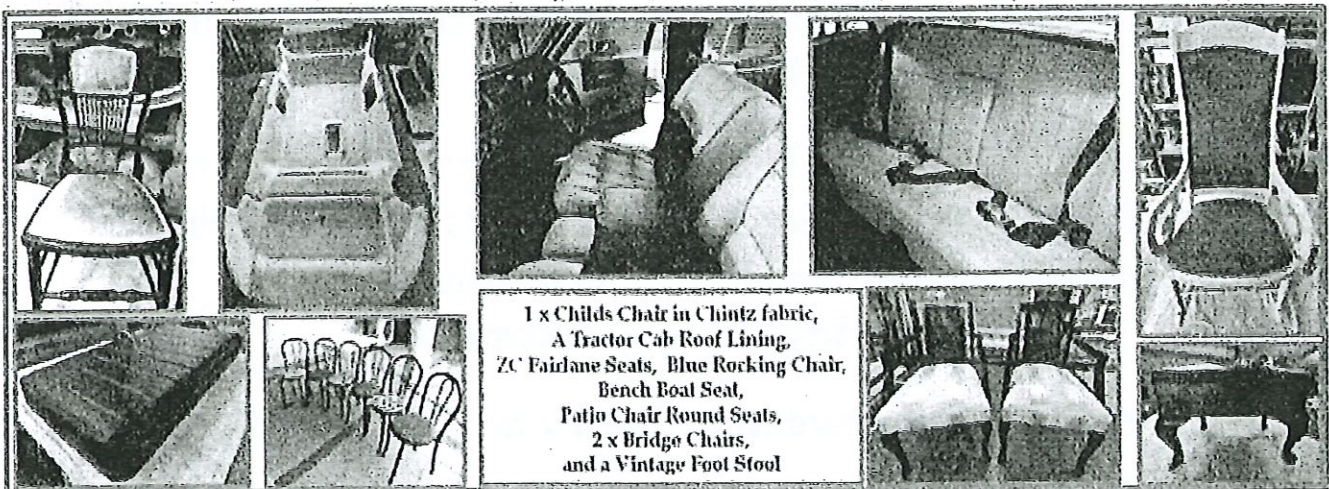 1 x Childs Chair in Chintz fabric,
A Tractor Cab Roof Lining,
ZC Fairlane Seats, Blue Rocking Chair,
Bench Boat Seat,
Patio Chair Round Seats,
2 x Bridge Chairs,
and a Vintage Foot Stool